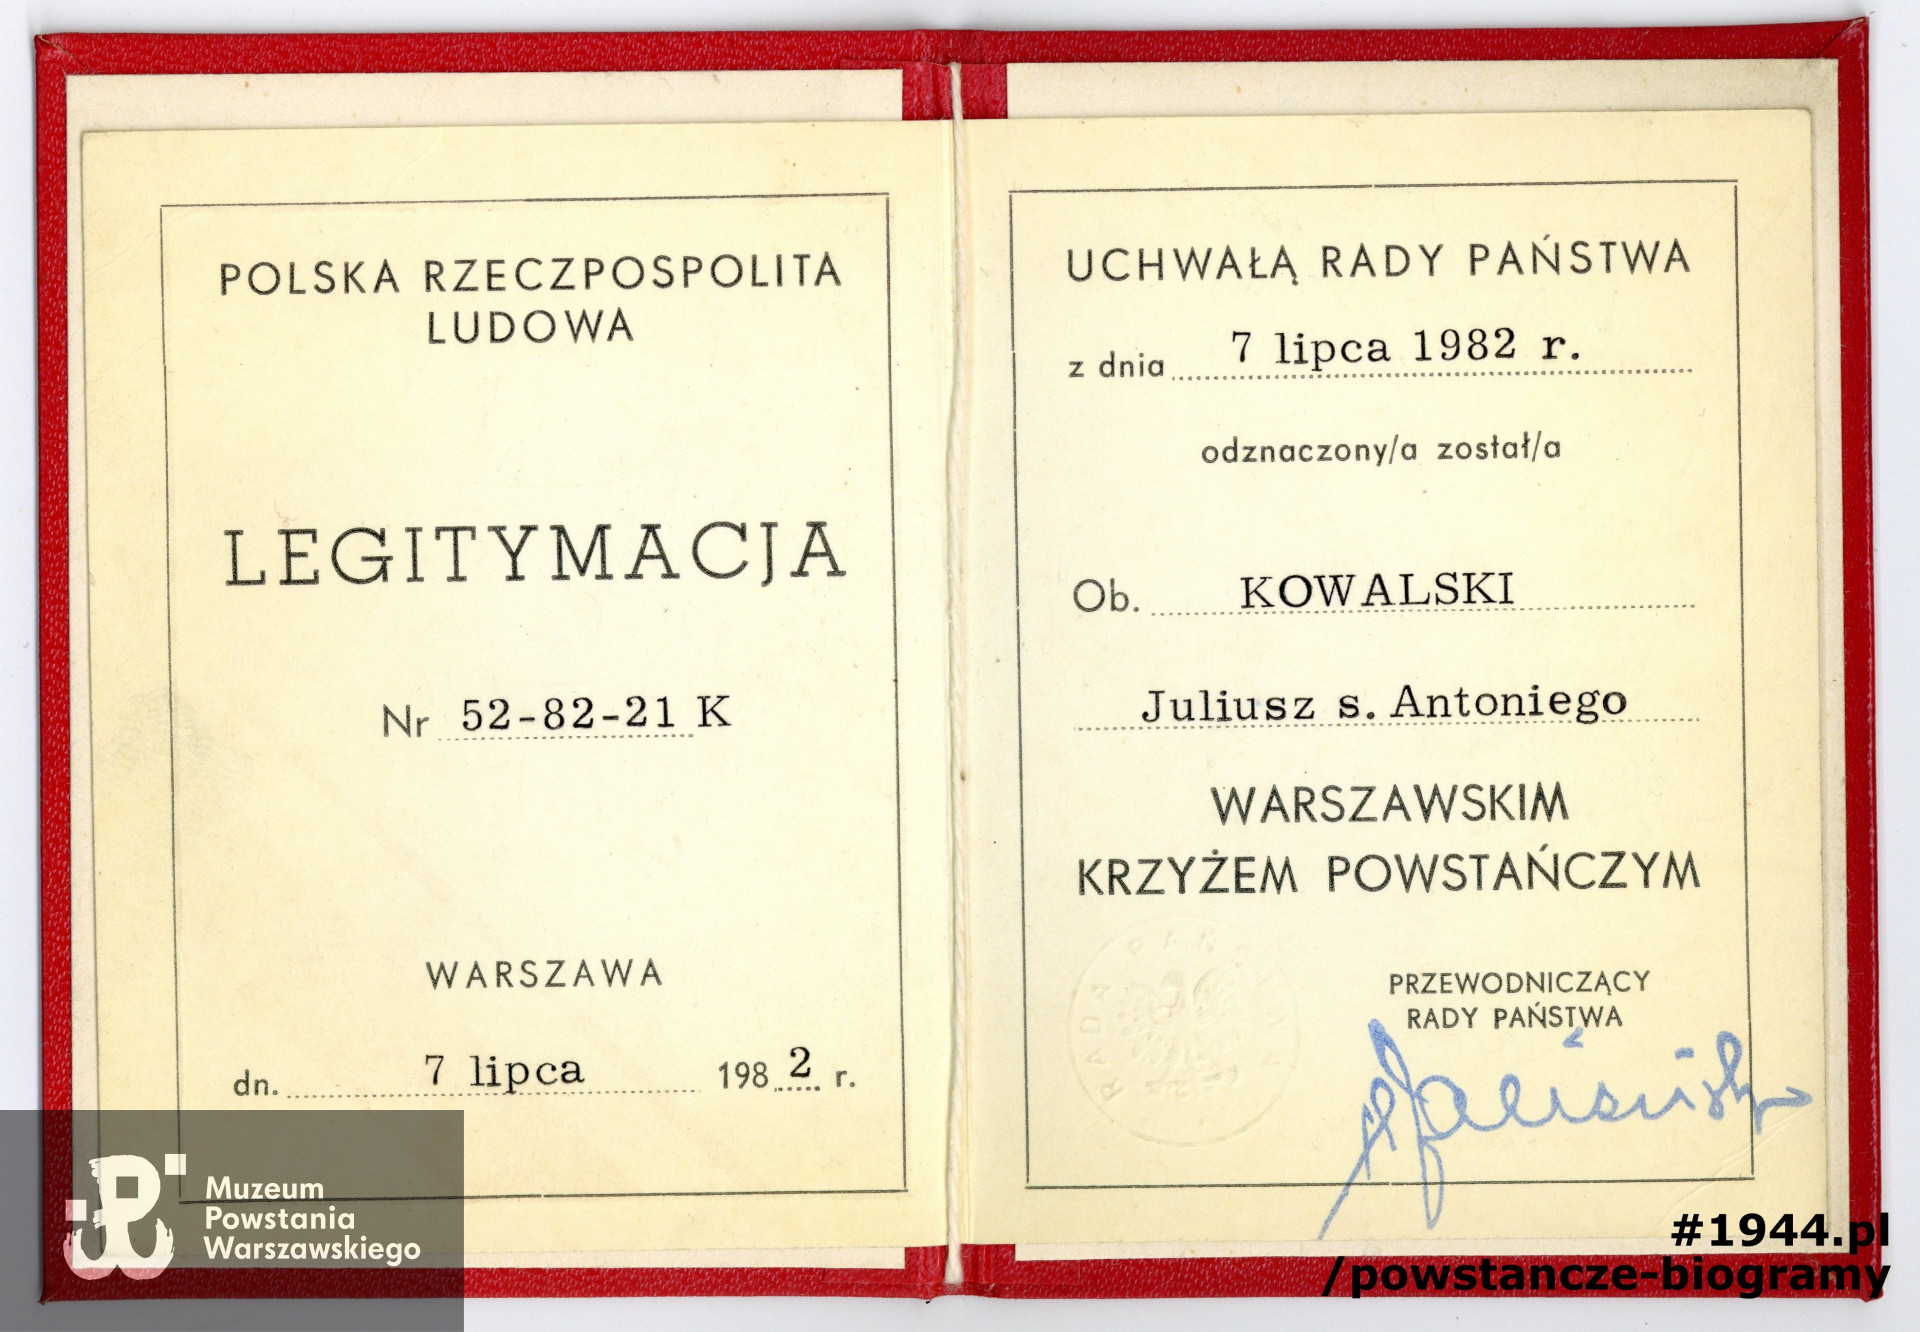 POLSKA RZECZPOSPOLITA
LUDOWA
LEGITYMACJA
Nr 52-82-21 K
WARSZAWA
dn. 7 lipca 1982 r.
UCHWAŁĄ RADY PAŃSTWA
z dnia 7 lipca 1982 r.
odznaczony/a został/a
Ob. KOWALSKI
Juliusz s. Antoniego
WARSZAWSKIM
KRZYŻEM POWSTAŃCZYM
PRZEWODNICZĄCY
RADY PAŃSTWA
RADA PAŃSTWA
Muzeum
Powstania
Warszawskiego
#1944.pl
/powstancze-biogramy